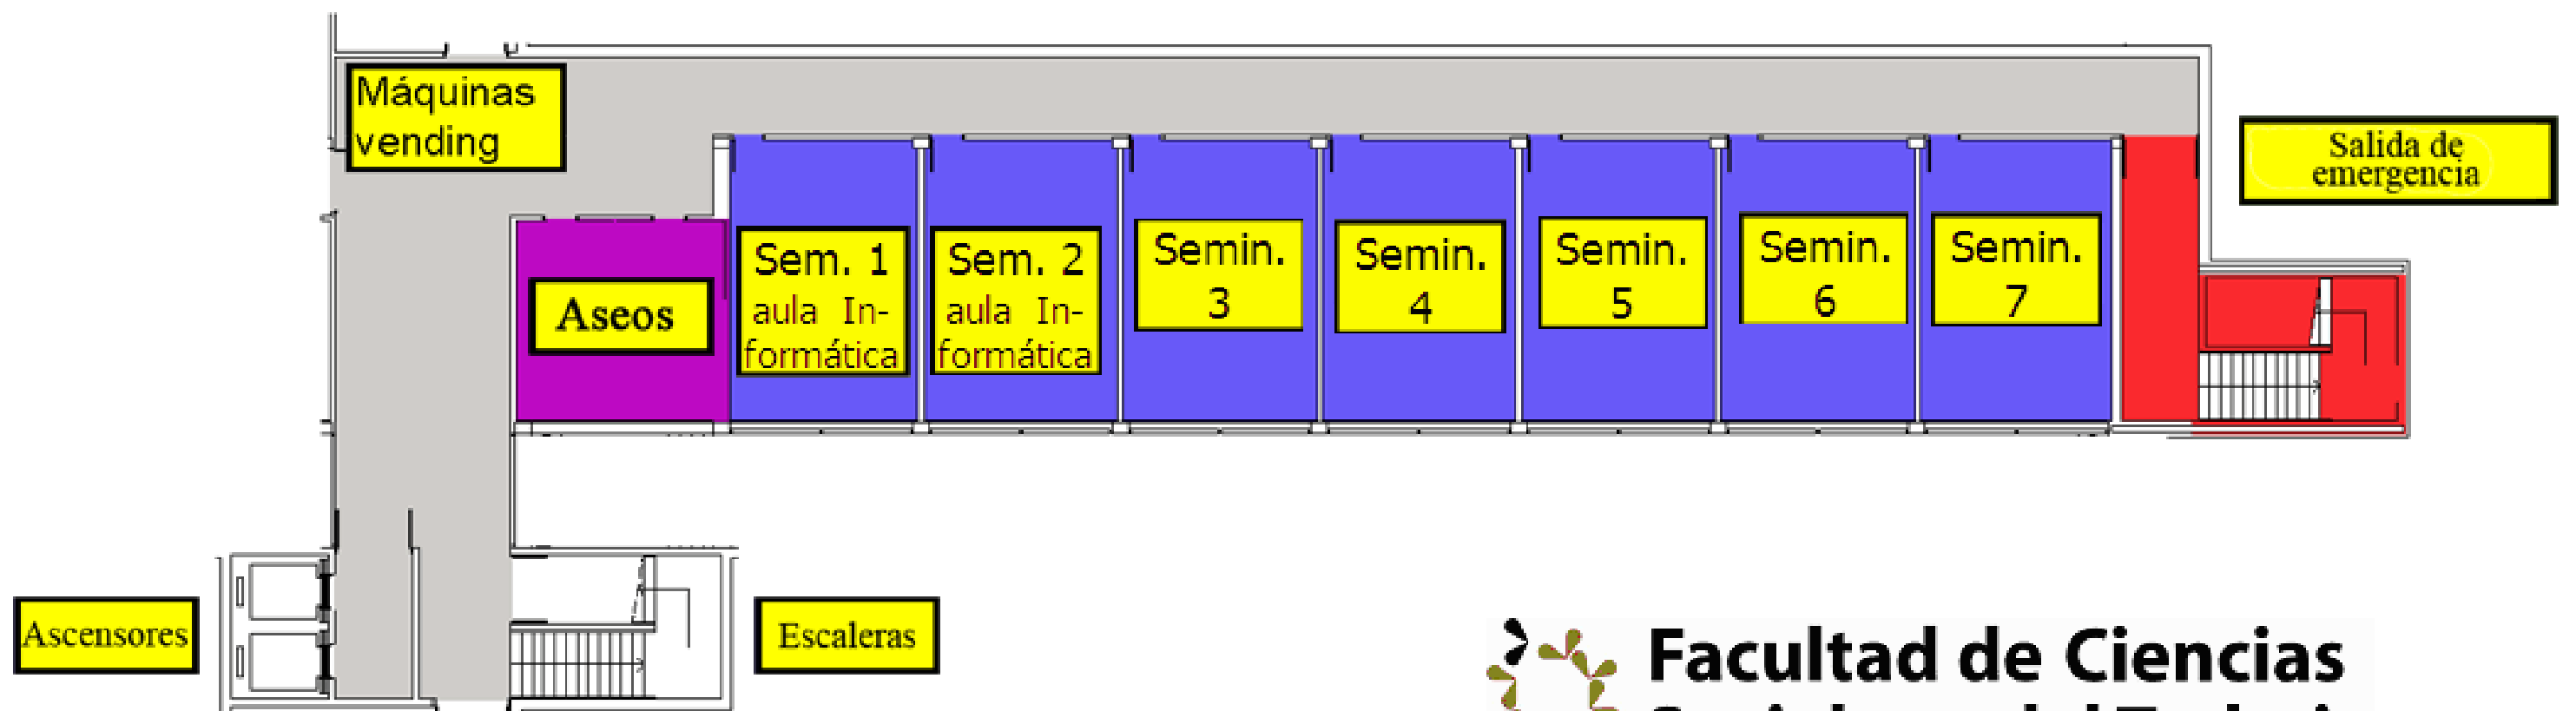 Máquinas
vending
Salida de
emergencia
Aseos
Sem. 1
aula In-
formática
Sem. 2
aula In-
formática
Semin.
3
Semin.
4
Semin.
5
Semin.
6
Semin.
7
Ascensores
Escaleras
Facultad de Ciencias